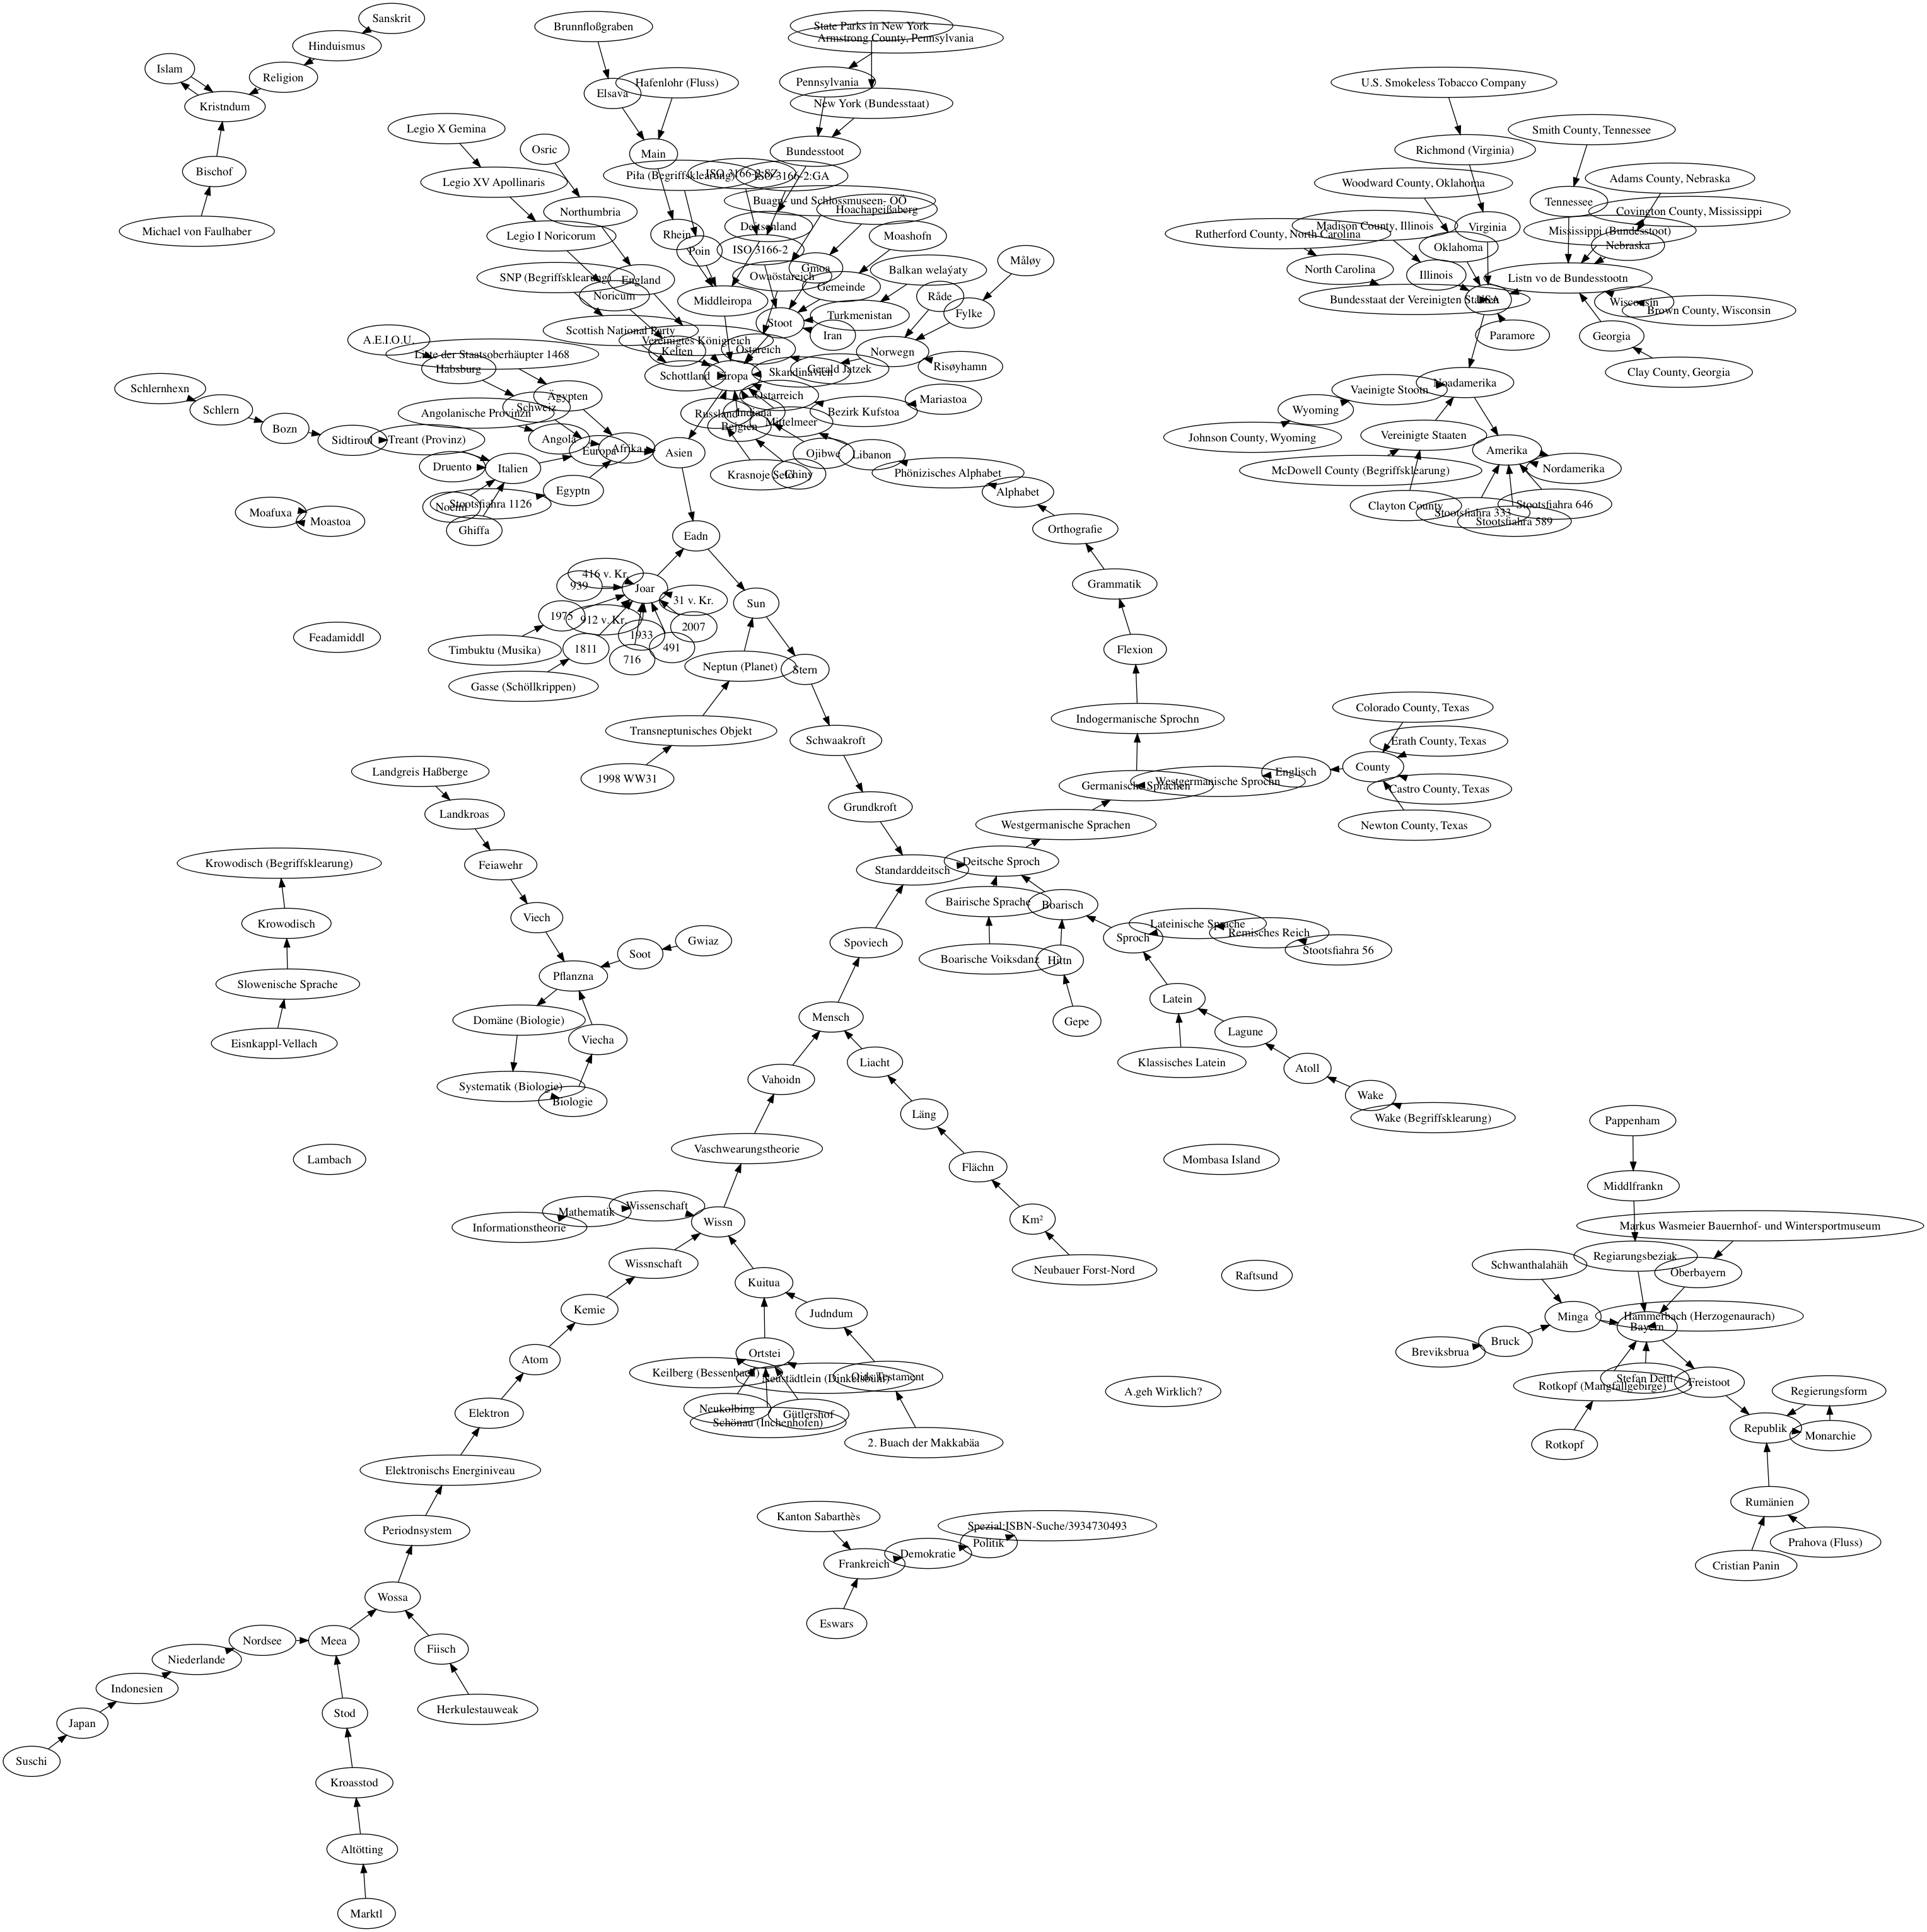 Sanskrit
Hinduismus
Religion
Islam
Kristndum
Bischof
Michael von Faulhaber
Brunnfloßgraben
Elsava
Hafenlohr (Fluss)
Main
Rhein
State Parks in New York
Armstrong County, Pennsylvania
Pennsylvania
New York (Bundesstaat)
Bundesstoot
Legio X Gemina
Legio XV Apollinaris
Legio I Noricorum
Noricum
Osric
Northumbria
England
Piła (Begriffsklearung)
ISO 3166-2:SZ
ISO 3166-2:GA
Buagn- und Schlossmuseen- OÖ
Hoachapeißaberg
Deitschland
Poin
ISO 3166-2
Moashofn
Gmoa
Owaöstareich
Gemeinde
Balkan welaýaty
Måløy
Råde
Fylke
Middleiropa
Stoot
Turkmenistan
Iran
SNP (Begriffsklearung)
Scottish National Party
Vereinigtes Königreich
Kelten
Schottland
Östareich
Norwegn
Risøyhamn
Skandinavien
Gerald Jatzek
Bezirk Kufstoa
Mariastoa
Russland
Indiana
Belgien
Mittelmeer
Ojibwe
Libanon
Krasnoje Selo
Chiny
Phönizisches Alphabet
Alphabet
Orthografie
Grammatik
Flexion
Indogermanische Sprochn
Germanische Sprachen
Westgermanische Sprochn
Englisch
County
Colorado County, Texas
Erath County, Texas
Castro County, Texas
Newton County, Texas
Westgermanische Sprachen
Deitsche Sproch
A.E.I.O.U.
Liste der Staatsoberhäupter 1468
Habsburg
Ägypten
Schweiz
Schlernhexn
Schlern
Bozn
Sidtiroul
Treant (Provinz)
Angolanische Provinzn
Angola
Europa
Afrika
Asien
Druento
Italien
Egyptn
Stootsfiahra 1126
Ghiffa
Moafuxa
Moastoa
Eadn
416 v. Kr.
939
Joar
31 v. Kr.
1975
912 v. Kr.
1933
2007
1811
716
491
Timbuktu (Musika)
Gasse (Schöllkrippen)
Feadamiddl
Sun
Neptun (Planet)
Stern
Transneptunisches Objekt
1998 WW31
Schwaakroft
Grundkroft
Standarddeitsch
U.S. Smokeless Tobacco Company
Richmond (Virginia)
Virginia
Smith County, Tennessee
Tennessee
Woodward County, Oklahoma
Oklahoma
Adams County, Nebraska
Nebraska
Covington County, Mississippi
Mississippi (Bundesstoot)
Madison County, Illinois
Illinois
Rutherford County, North Carolina
North Carolina
Bundesstaat der Vereinigten Staaten
USA
Listn vo de Bundesstootn
Wisconsin
Brown County, Wisconsin
Georgia
Clay County, Georgia
Paramore
Noadamerika
Vaeinigte Stootn
Wyoming
Johnson County, Wyoming
Vereinigte Staaten
McDowell County (Begriffsklearung)
Clayton County
Amerika
Nordamerika
Stootsfiahra 333
Stootsfiahra 646
Stootsfiahra 589
Landgreis Haßberge
Landkroas
Feiawehr
Viech
Pflanzna
Soot
Gwiaz
Domäne (Biologie)
Viecha
Systematik (Biologie)
Biologie
Krowodisch (Begriffsklearung)
Krowodisch
Slowenische Sprache
Eisnkappl-Vellach
Bairische Sprache
Boarisch
Boarische Voiksdanz
Hittn
Gepe
Sproch
Lateinische Sprache
Remisches Reich
Stootsfiahra 56
Latein
Klassisches Latein
Lagune
Atoll
Wake
Wake (Begriffsklearung)
Spoviech
Mensch
Liacht
Läng
Flächn
Km²
Neubauer Forst-Nord
Vahoidn
Vaschwearungstheorie
Wissn
Wissenschaft
Mathematik
Informationstheorie
Wissnschaft
Kemie
Atom
Elektron
Elektronischs Energiniveau
Periodnsystem
Wossa
Kuitua
Judndum
Ortstei
Keilberg (Bessenbach)
Neustädtlein (Dinkelsbühl)
Oids Testament
Neukolbing
Gütlershof
Schönau (Inchenhofen)
2. Buach der Makkabäa
Lambach
Mombasa Island
Raftsund
A.geh Wirklich?
Pappenham
Middlfrankn
Regiarungsbeziak
Markus Wasmeier Bauernhof- und Wintersportmuseum
Oberbayern
Schwanthalahäh
Minga
Hammerbach (Herzogenaurach)
Bayern
Bruck
Breviksbrua
Rotkopf (Mangfallgebirge)
Stefan Dettl
Freistoot
Rotkopf
Regierungsform
Republik
Monarchie
Rumänien
Cristian Panin
Prahova (Fluss)
Kanton Sabarthès
Frankreich
Eswars
Demokratie
Politik
Spezial:ISBN-Suche/3934730493
Nordsee
Meea
Fiisch
Herkulestauweak
Niederlande
Indonesien
Japan
Suschi
Stod
Kroasstod
Altötting
Marktl